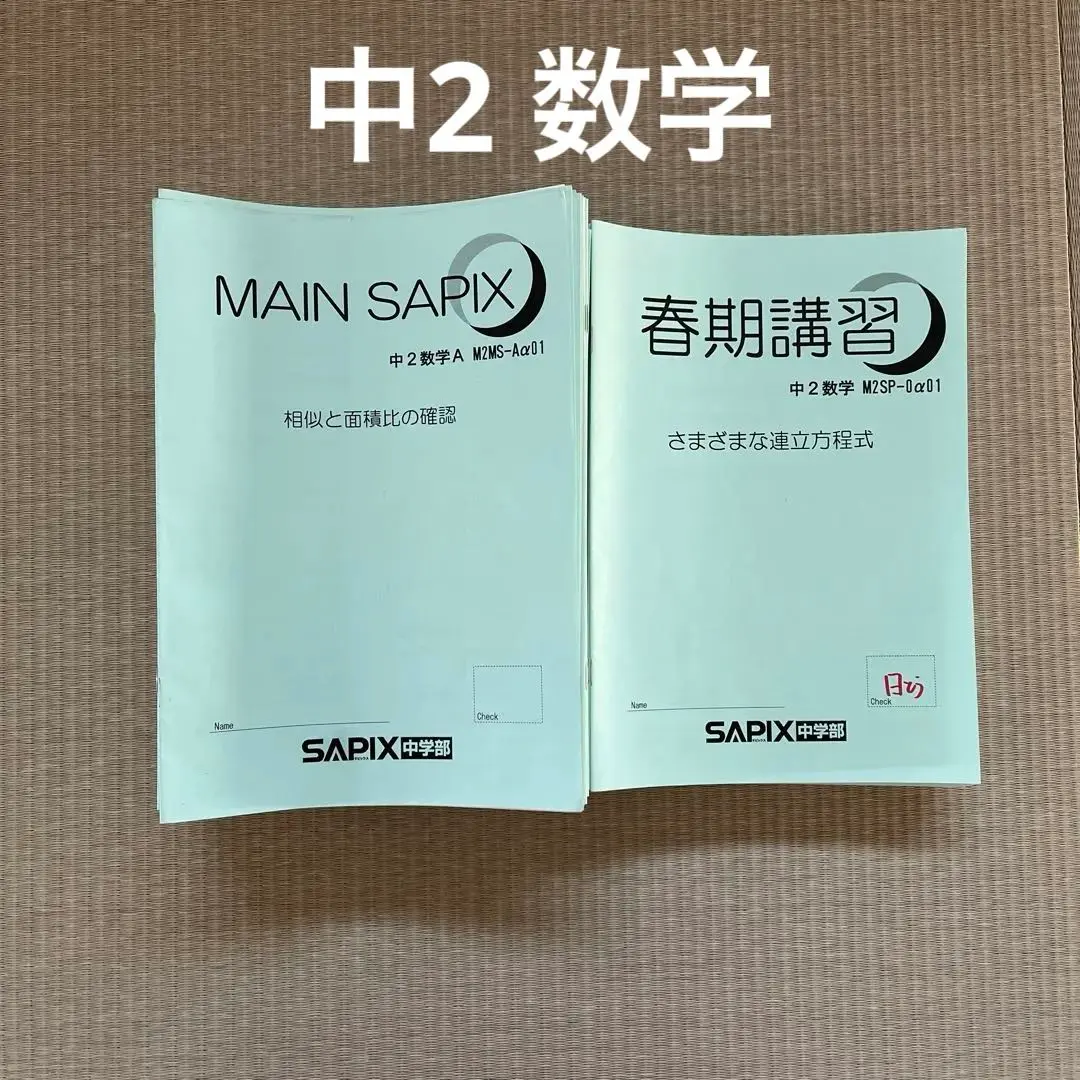 中2 数学
MAIN SAPIX
中2数学A M2MS-Aα01
相似と面積比の確認
Name
Check
SAPIX中学部
春期講習
中2数学 M2SP-0α01
さまざまな連立方程式
Name
Check
SAPIX中学部